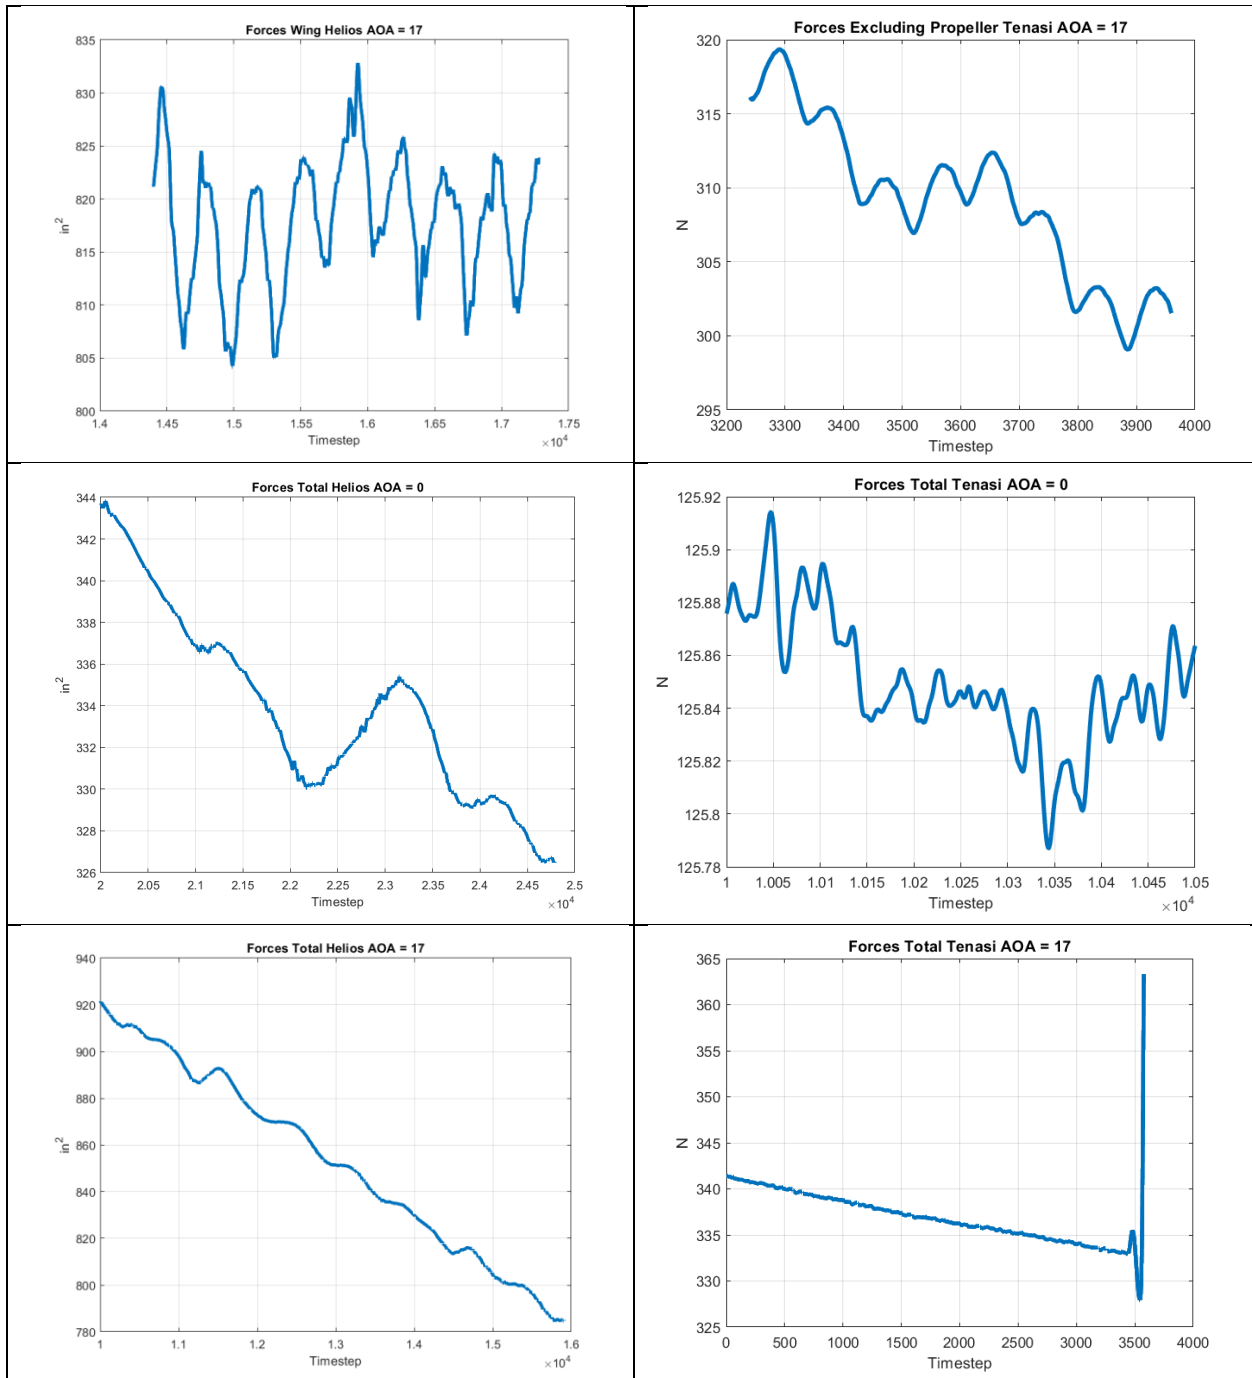 Forces Wing Helios AOA = 17
835
830
825
820
815
810
805
800
in²
1.4 1.45 1.5 1.55 1.6 1.65 1.7 1.75
Timestep
×10⁴
Forces Excluding Propeller Tenasi AOA = 17
320
315
310
305
300
295
N
3200 3300 3400 3500 3600 3700 3800 3900 4000
Timestep
Forces Total Helios AOA = 0
344
342
340
338
336
334
332
330
328
326
in²
2 2.05 2.1 2.15 2.2 2.25 2.3 2.35 2.4 2.45 2.5
Timestep
×10⁴
Forces Total Tenasi AOA = 0
125.92
125.9
125.88
125.86
125.84
125.82
125.8
125.78
N
1 1.005 1.01 1.015 1.02 1.025 1.03 1.035 1.04 1.045 1.05
Timestep
×10⁴
Forces Total Helios AOA = 17
940
920
900
880
860
840
820
800
780
in²
1 1.1 1.2 1.3 1.4 1.5 1.6
Timestep
×10⁴
Forces Total Tenasi AOA = 17
365
360
355
350
345
340
335
330
325
N
0 500 1000 1500 2000 2500 3000 3500 4000
Timestep